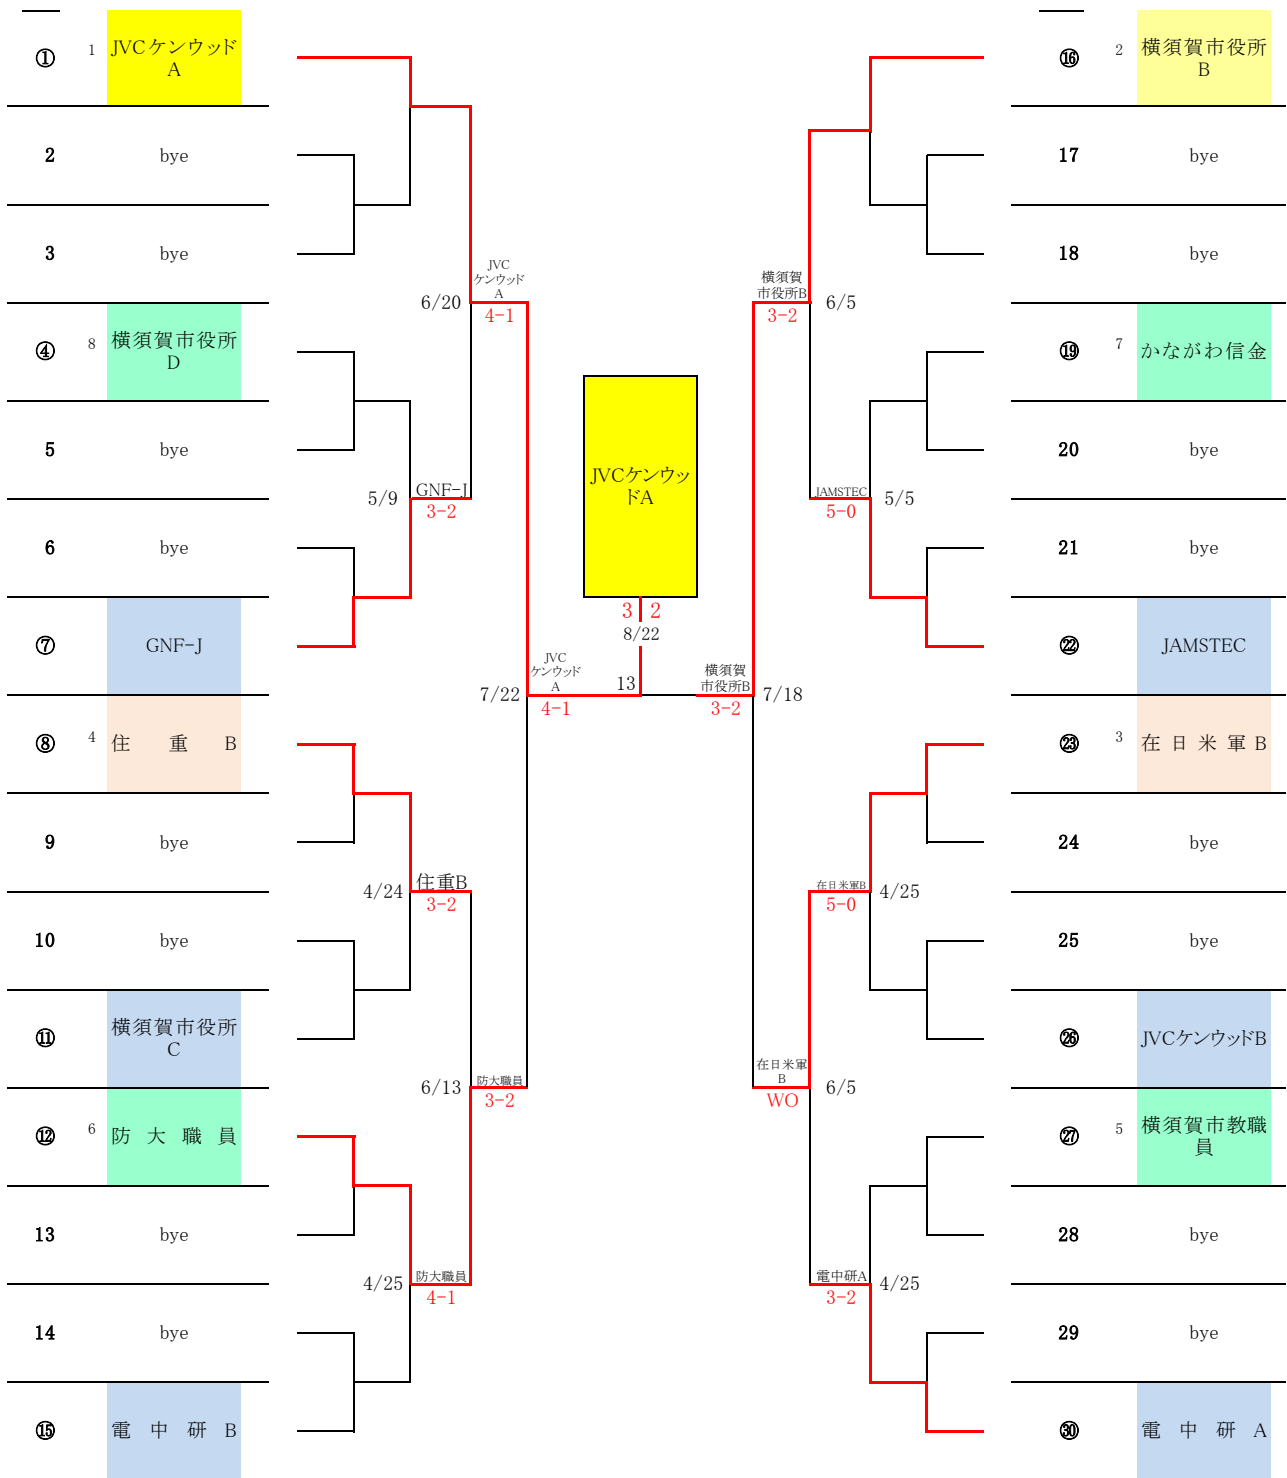 ① 1 JVCケンウッド
A
2 bye
3 bye
④ 8 横須賀市役所
D
5 bye
6 bye
⑦ GNF-J
⑧ 4 住重B
9 bye
10 bye
⑪ 横須賀市役所
C
⑫ 6 防大職員
13 bye
14 bye
⑮ 電中研B
6/20
JVC
ケンウッド
A
4-1
5/9
GNF-J
3-2
4/24
住重B
3-2
6/13
防大職員
3-2
4/25
防大職員
4-1
7/22
JVC
ケンウッド
A
4-1
JVCケンウッ
ドA
3 2
8/22
13
横須賀
市役所B
3-2
7/18
横須賀
市役所B
3-2
6/5
JAMSTEC
5-0
5/5
在日米軍B
5-0
4/25
在日米軍
B
WO
6/5
電中研A
3-2
4/25
⑯ 2 横須賀市役所
B
17 bye
18 bye
⑲ 7 かながわ信金
20 bye
21 bye
㉒ JAMSTEC
㉓ 3 在日米軍B
24 bye
25 bye
㉖ JVCケンウッドB
㉗ 5 横須賀市教職
員
28 bye
29 bye
㉚ 電中研A